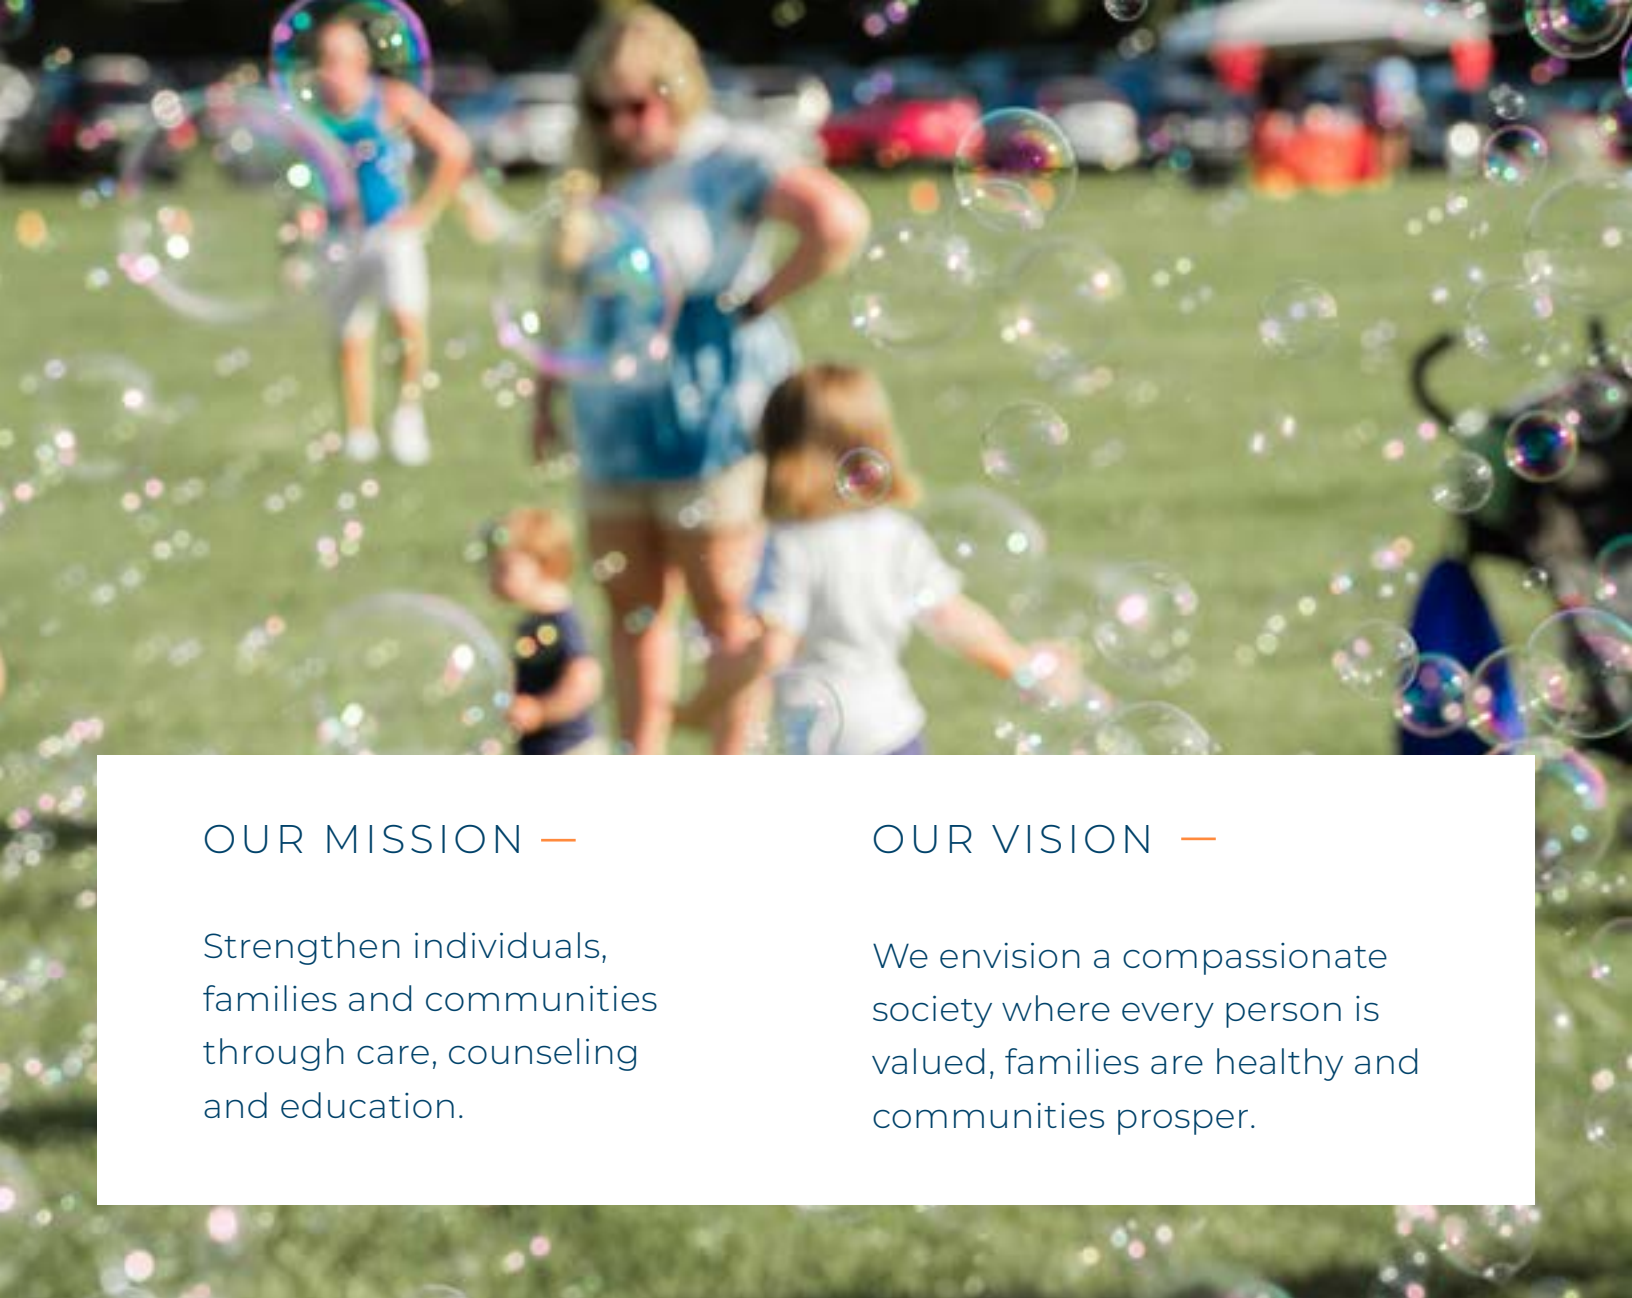 OUR MISSION —
Strengthen individuals,
families and communities
through care, counseling
and education.
OUR VISION —
We envision a compassionate
society where every person is
valued, families are healthy and
communities prosper.